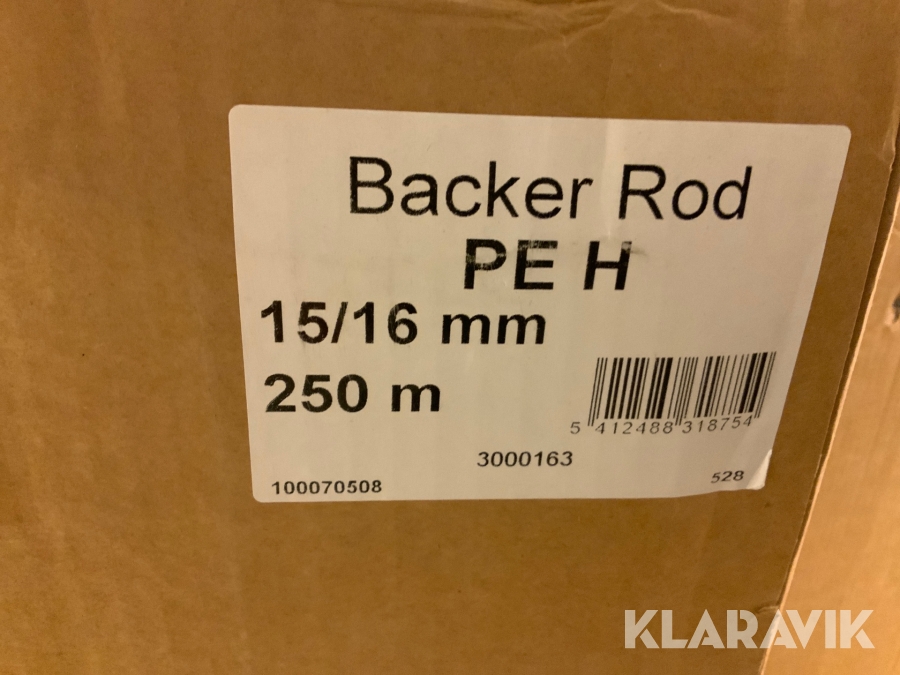 Backer Rod
PE H
15/16 mm
250 m
5 412488 318754
3000163
100070508
528
KLARAVIK